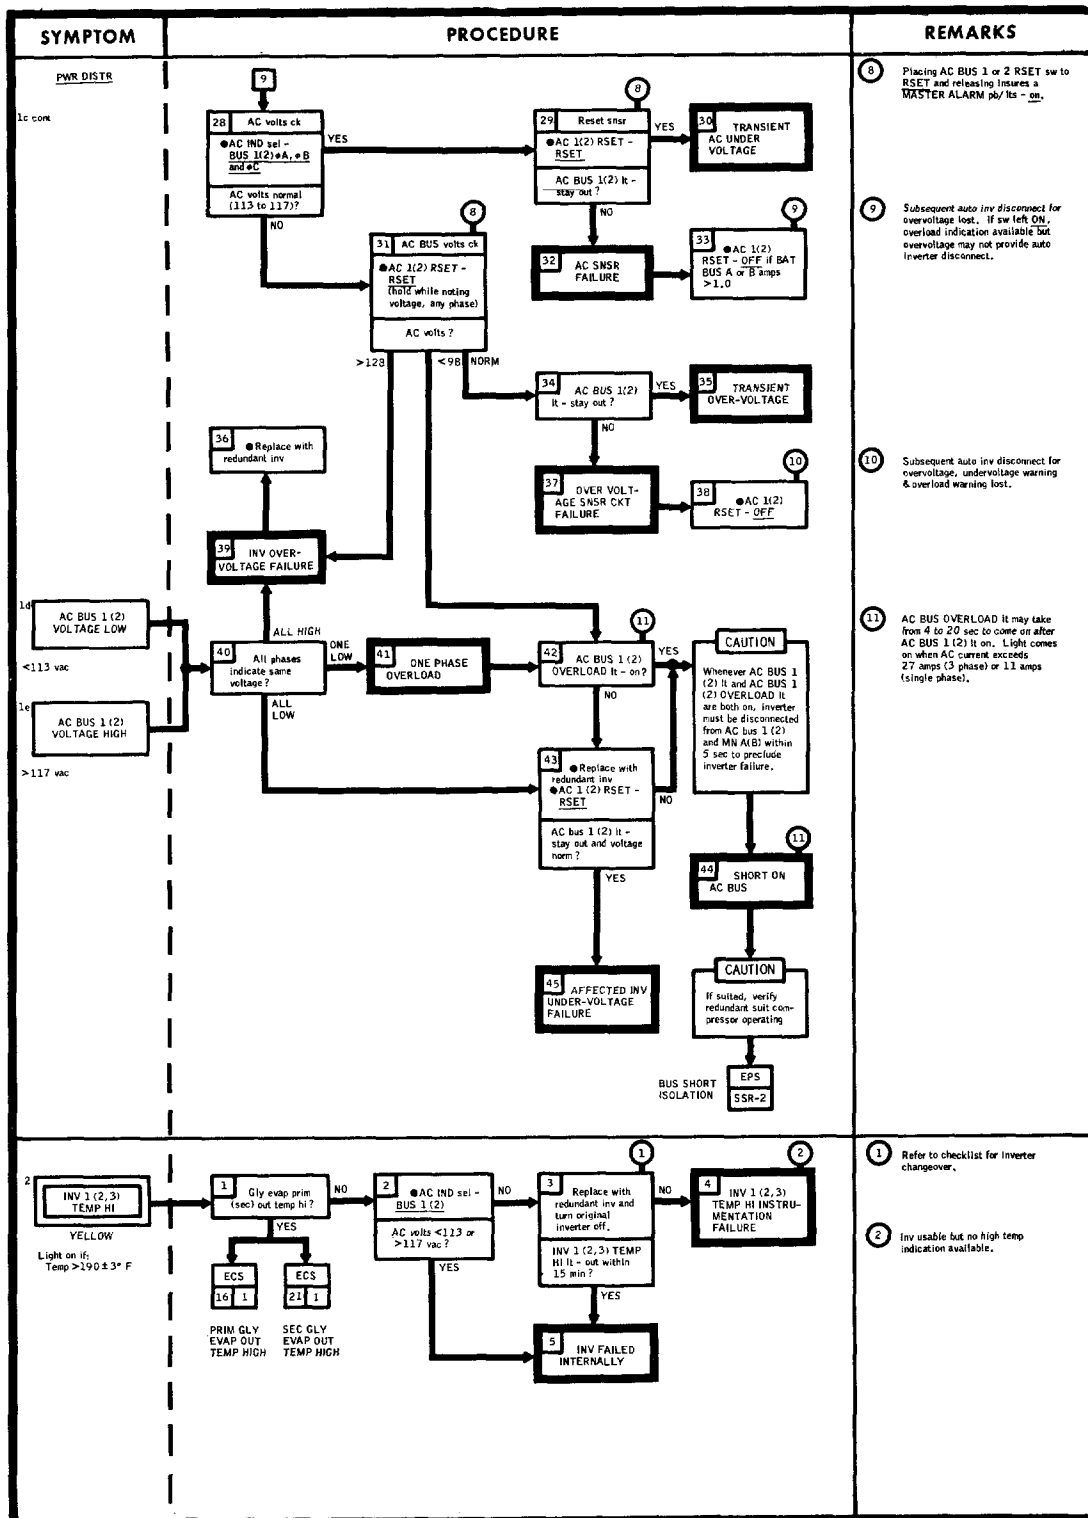 SYMPTOM
PROCEDURE
REMARKS
PWR DISTR
1c cont
9
28 AC volts ck
●AC IND sel -
BUS 1(2) φA, φB
and φC
AC volts normal
(113 to 117)?
YES
NO
8
29 Reset snsr
●AC 1(2) RSET -
RSET
AC BUS 1(2) lt -
stay out ?
YES
NO
30 TRANSIENT
AC UNDER
VOLTAGE
8
31 AC BUS volts ck
●AC 1(2) RSET -
RSET
(hold while noting
voltage, any phase)
AC volts ?
>128
<98
NORM
32 AC SNSR
FAILURE
9
33 ●AC 1(2)
RSET - OFF if BAT
BUS A or B amps
>1.0
34 AC BUS 1(2)
lt - stay out ?
YES
NO
35 TRANSIENT
OVER-VOLTAGE
36 ●Replace with
redundant inv
37 OVER VOLT-
AGE SNSR CKT
FAILURE
10
38 ●AC 1(2)
RSET - OFF
39 INV OVER-
VOLTAGE FAILURE
1d
AC BUS 1(2)
VOLTAGE LOW
<113 vac
1e
AC BUS 1(2)
VOLTAGE HIGH
>117 vac
ALL HIGH
40 All phases
indicate same
voltage ?
ONE
LOW
ALL
LOW
41 ONE PHASE
OVERLOAD
11
42 AC BUS 1(2)
OVERLOAD lt - on?
YES
NO
43 ●Replace with
redundant inv
●AC 1(2) RSET -
RSET
AC bus 1(2) lt -
stay out and voltage
norm ?
NO
YES
CAUTION
Whenever AC BUS 1
(2) lt and AC BUS 1
(2) OVERLOAD lt
are both on, inverter
must be disconnected
from AC bus 1(2)
and MN A(B) within
5 sec to preclude
inverter failure.
11
44 SHORT ON
AC BUS
45 AFFECTED INV
UNDER-VOLTAGE
FAILURE
CAUTION
If suited, verify
redundant suit com-
pressor operating
BUS SHORT
ISOLATION
EPS
SSR-2
8 Placing AC BUS 1 or 2 RSET sw to
RSET and releasing insures a
MASTER ALARM pb/lts - on.
9 Subsequent auto inv disconnect for
overvoltage lost. If sw left ON,
overload indication available but
overvoltage may not provide auto
inverter disconnect.
10 Subsequent auto inv disconnect for
overvoltage, undervoltage warning
& overload warning lost.
11 AC BUS OVERLOAD lt may take
from 4 to 20 sec to come on after
AC BUS 1(2) lt on. Light comes
on when AC current exceeds
27 amps (3 phase) or 11 amps
(single phase).
2
INV 1(2,3)
TEMP HI
YELLOW
Light on if:
Temp >190±3° F
1 Gly evap prim
(sec) out temp hi ?
NO
YES
ECS
16 1
ECS
21 1
PRIM GLY
EVAP OUT
TEMP HIGH
SEC GLY
EVAP OUT
TEMP HIGH
2 ●AC IND sel -
BUS 1(2)
AC volts <113 or
>117 vac ?
NO
YES
1
3 Replace with
redundant inv and
turn original
inverter off.
INV 1(2,3) TEMP
HI lt - out within
15 min ?
NO
YES
2
4 INV 1(2,3)
TEMP HI INSTRU-
MENTATION
FAILURE
5 INV FAILED
INTERNALLY
1 Refer to checklist for inverter
changeover.
2 Inv usable but no high temp
indication available.